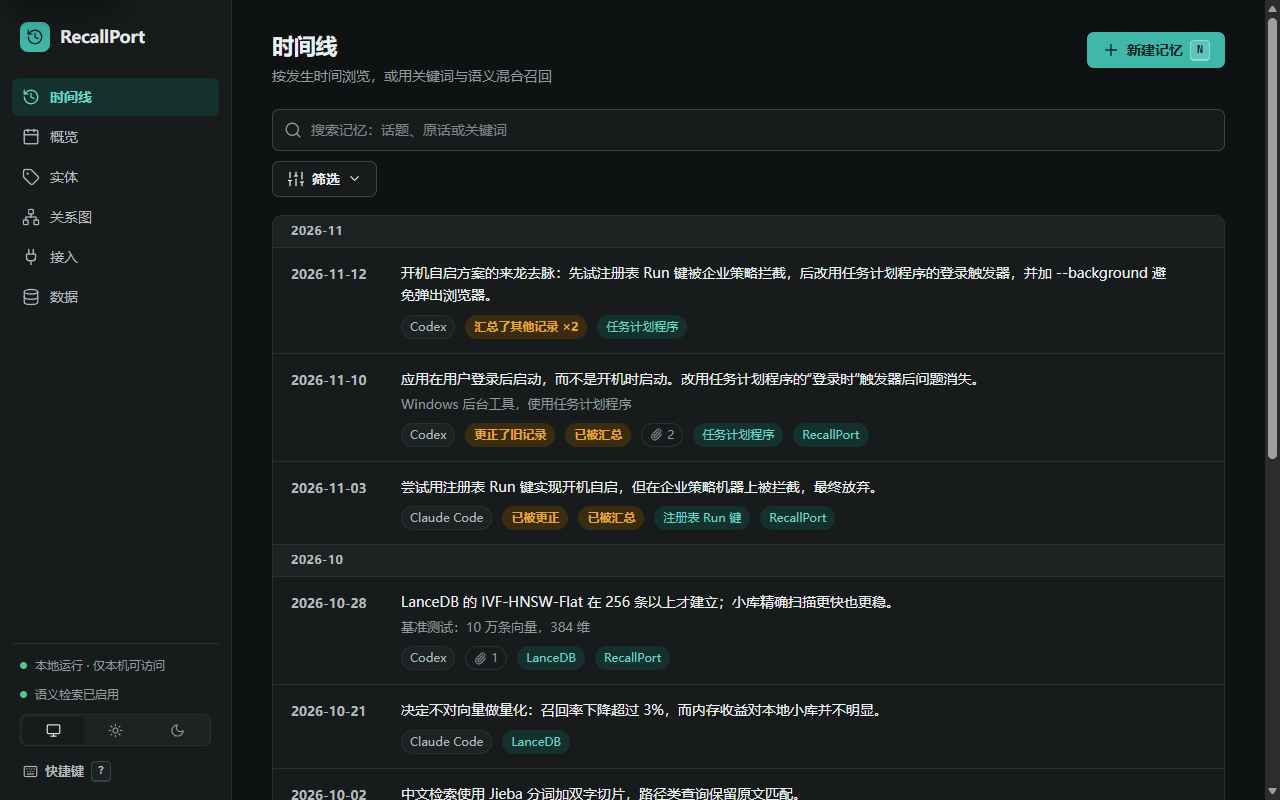 RecallPort
时间线
概览
实体
关系图
接入
数据
本地运行 · 仅本机可访问
语义检索已启用
快捷键 ?
时间线
按发生时间浏览，或用关键词与语义混合召回
新建记忆 N
搜索记忆：话题、原话或关键词
筛选
2026-11
2026-11-12
开机自启方案的来龙去脉：先试注册表 Run 键被企业策略拦截，后改用任务计划程序的登录触发器，并加 --background 避
免弹出浏览器。
Codex 汇总了其他记录 ×2 任务计划程序
2026-11-10
应用在用户登录后启动，而不是开机时启动。改用任务计划程序的“登录时”触发器后问题消失。
Windows 后台工具，使用任务计划程序
Codex 更正了旧记录 已被汇总 2 任务计划程序 RecallPort
2026-11-03
尝试用注册表 Run 键实现开机自启，但在企业策略机器上被拦截，最终放弃。
Claude Code 已被更正 已被汇总 注册表 Run 键 RecallPort
2026-10
2026-10-28
LanceDB 的 IVF-HNSW-Flat 在 256 条以上才建立；小库精确扫描更快也更稳。
基准测试：10 万条向量，384 维
Codex 1 LanceDB RecallPort
2026-10-21
决定不对向量做量化：召回率下降超过 3%，而内存收益对本地小库并不明显。
Claude Code LanceDB
2026-10-02
中文检索使用 Jieba 分词加双字切片，路径类查询保留原文匹配。